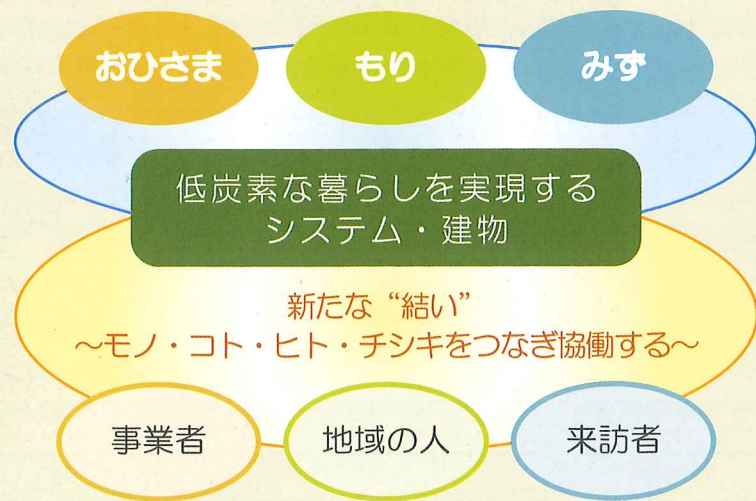 おひさま
もり
みず
低炭素な暮らしを実現する
システム・建物
新たな“結い”
～モノ・コト・ヒト・チシキをつなぎ協働する～
事業者
地域の人
来訪者